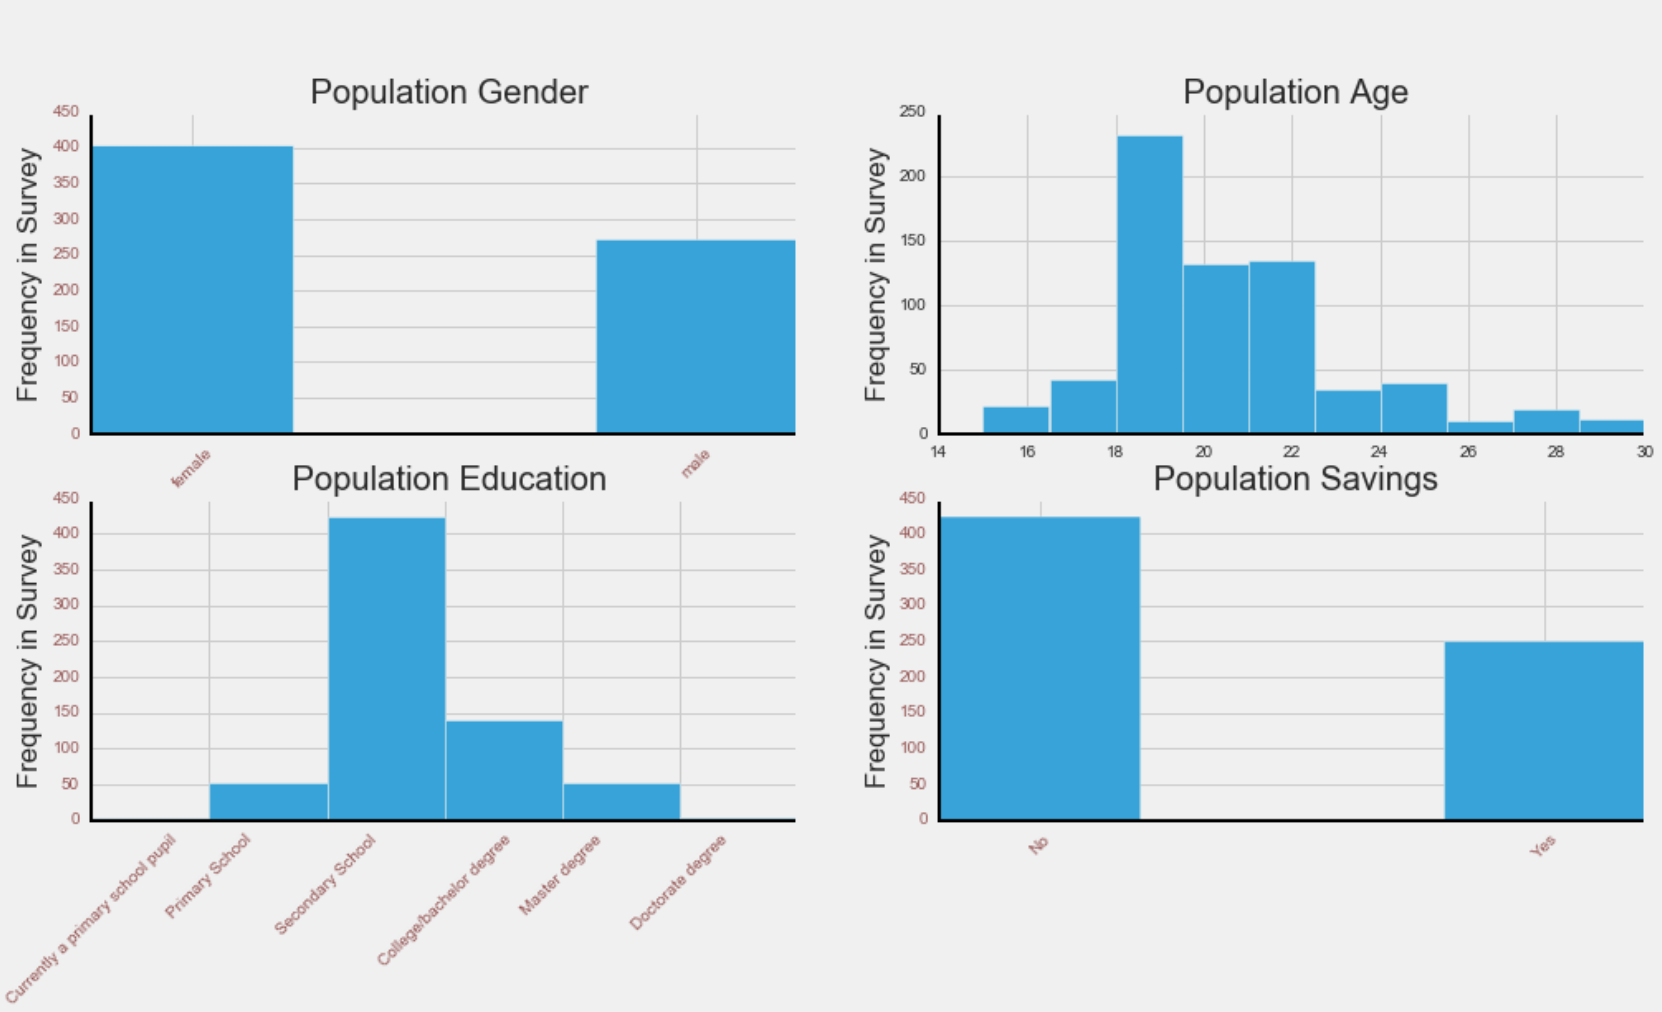 Population Gender
Frequency in Survey
450
400
350
300
250
200
150
100
50
0
female
male
Population Age
Frequency in Survey
250
200
150
100
50
0
14 16 18 20 22 24 26 28 30
Population Education
Frequency in Survey
450
400
350
300
250
200
150
100
50
0
Currently a primary school pupil
Primary School
Secondary School
College/bachelor degree
Master degree
Doctorate degree
Population Savings
Frequency in Survey
450
400
350
300
250
200
150
100
50
0
No
Yes